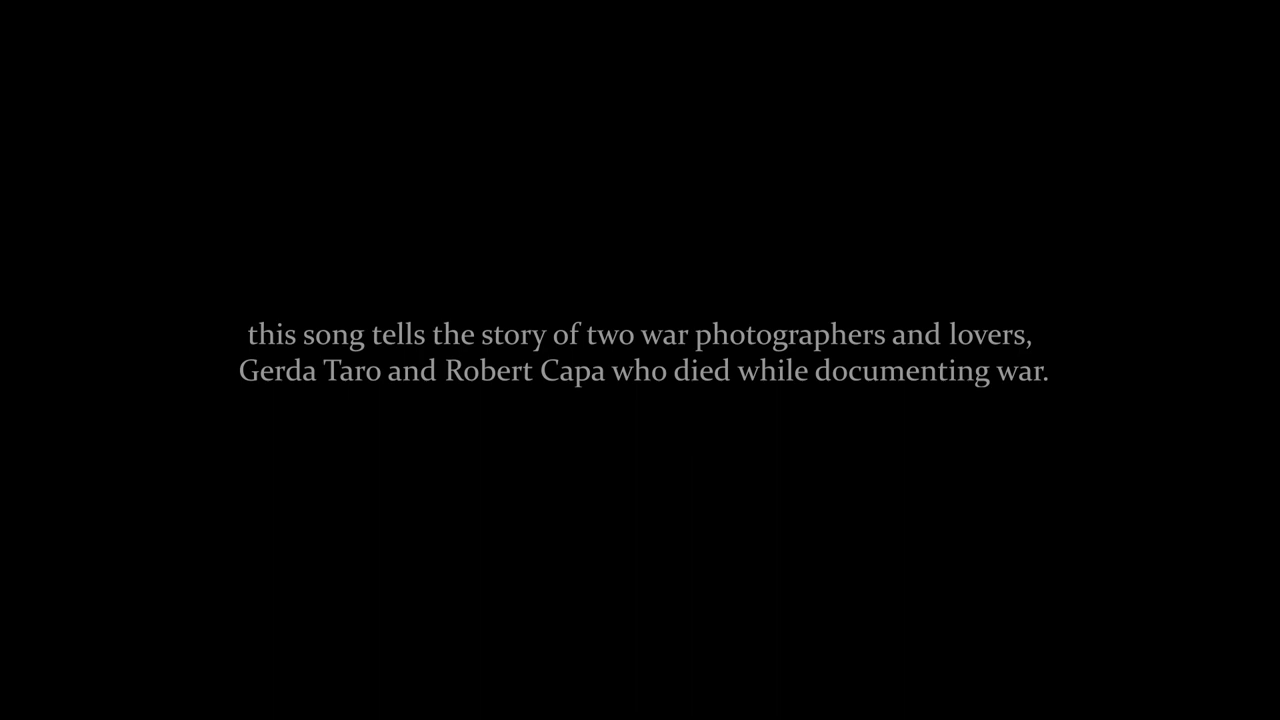 this song tells the story of two war photographers and lovers,
Gerda Taro and Robert Capa who died while documenting war.